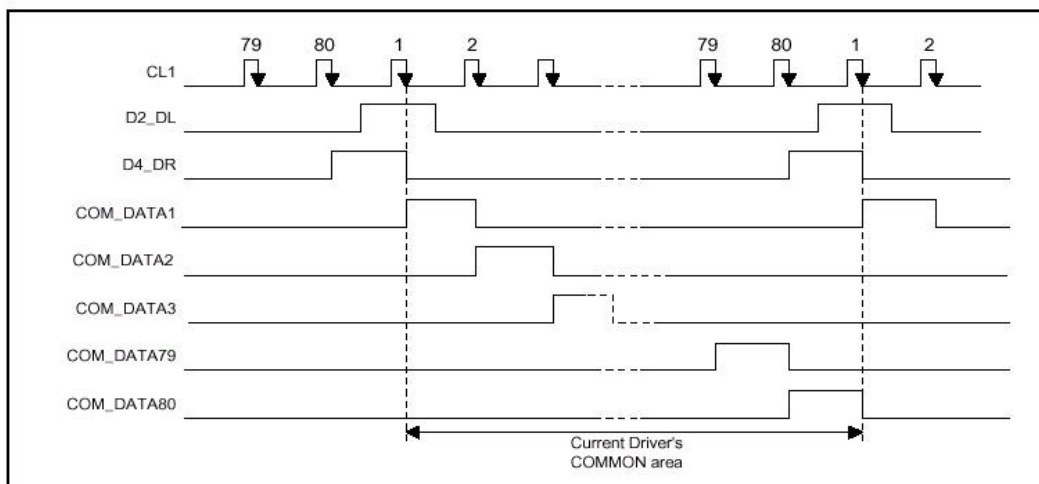 79 80 1 2 79 80 1 2
CL1
D2_DL
D4_DR
COM_DATA1
COM_DATA2
COM_DATA3
COM_DATA79
COM_DATA80
Current Driver's
COMMON area